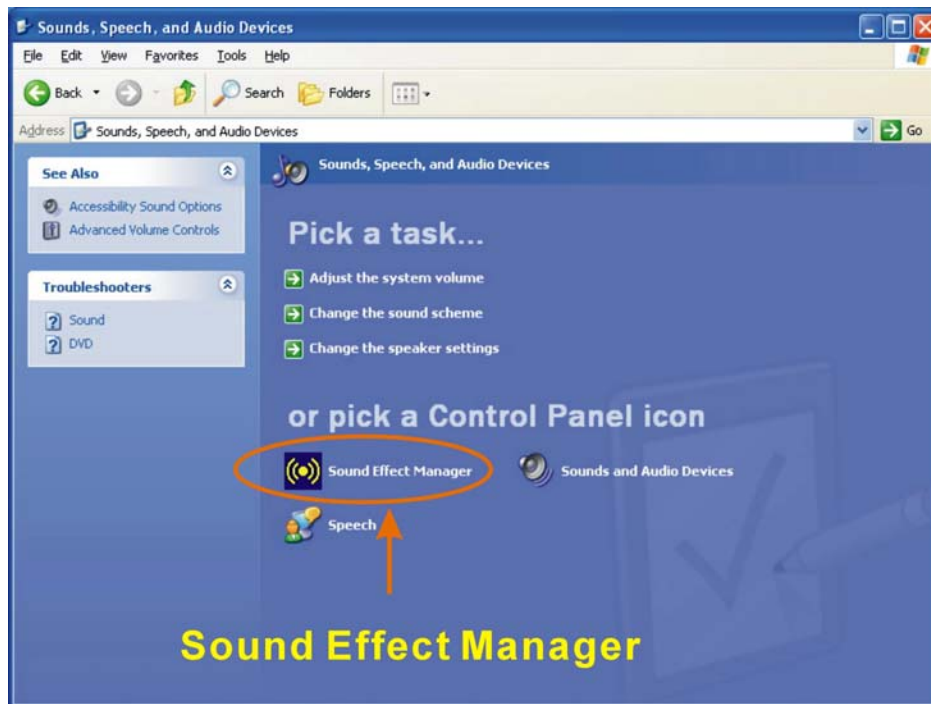 Sounds, Speech, and Audio Devices
File Edit View Favorites Tools Help
Back Search Folders
Address Sounds, Speech, and Audio Devices Go
See Also
Accessibility Sound Options
Advanced Volume Controls
Troubleshooters
Sound
DVD
Sounds, Speech, and Audio Devices
Pick a task...
Adjust the system volume
Change the sound scheme
Change the speaker settings
or pick a Control Panel icon
Sound Effect Manager Sounds and Audio Devices
Speech
Sound Effect Manager